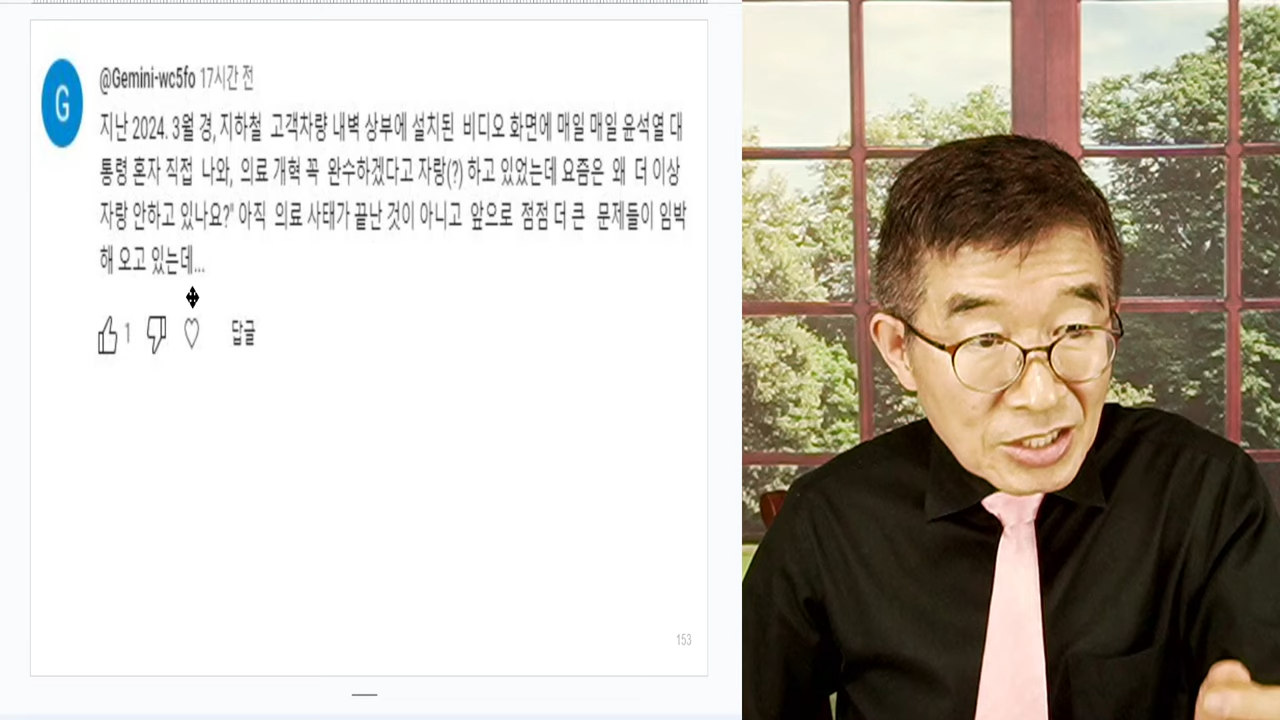 G
@Gemini-wc5fo 17시간 전
지난 2024. 3월 경, 지하철 고객차량 내벽 상부에 설치된 비디오 화면에 매일 매일 윤석열 대
통령 혼자 직접 나와, 의료 개혁 꼭 완수하겠다고 자랑(?) 하고 있었는데 요즘은 왜 더 이상
자랑 안하고 있나요?" 아직 의료 사태가 끝난 것이 아니고 앞으로 점점 더 큰 문제들이 임박
해 오고 있는데...
1 답글
153